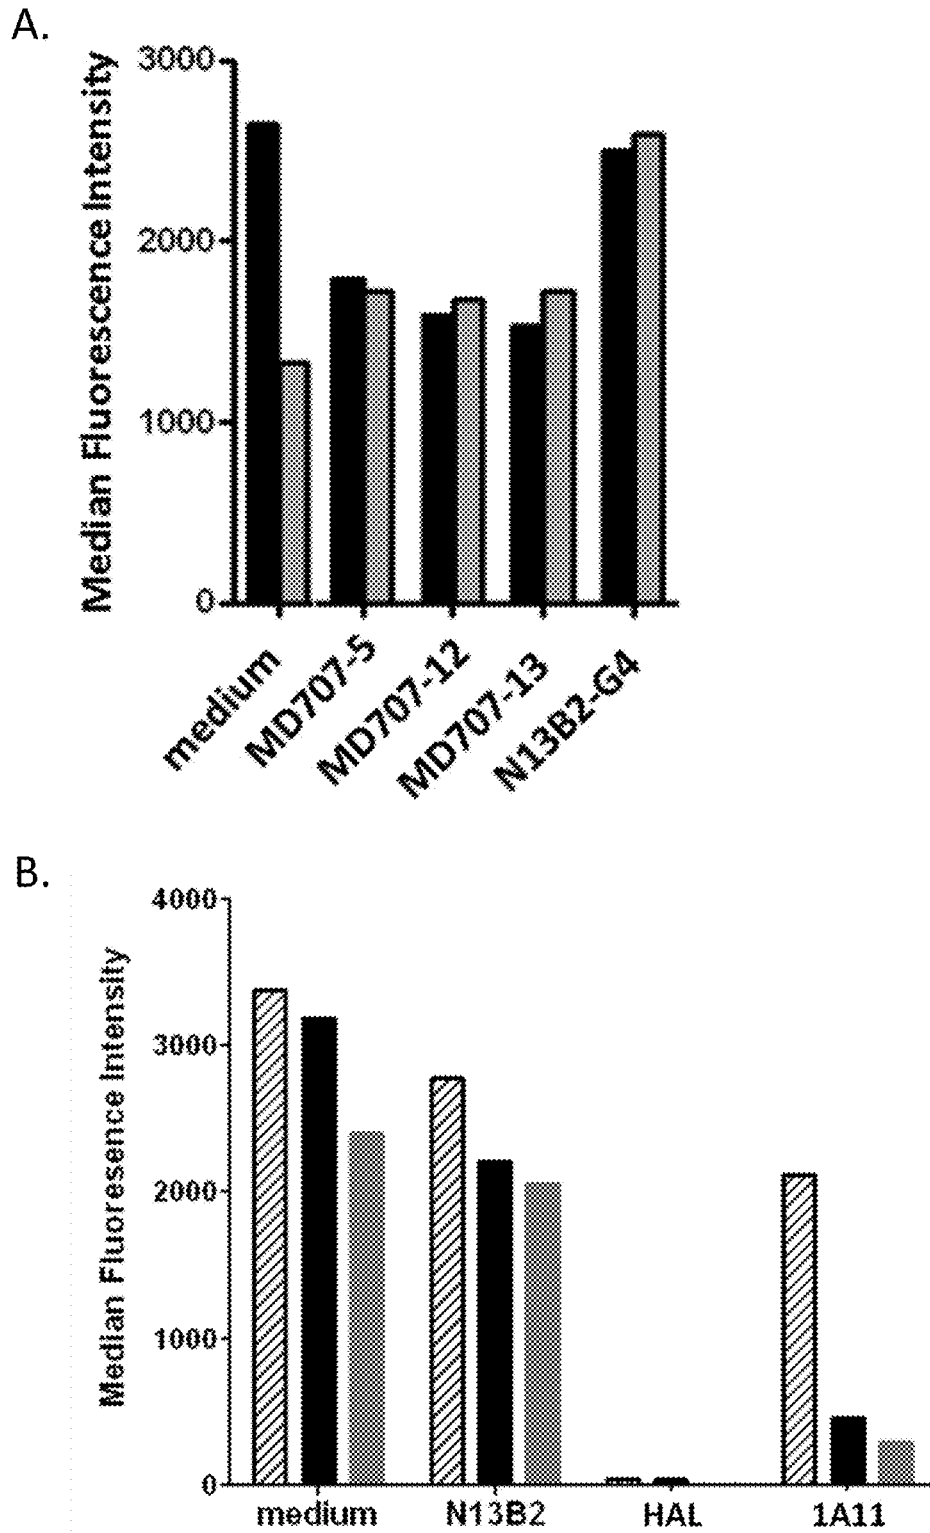 A.
Median Fluorescence Intensity
3000
2000
1000
0
medium
MD707-5
MD707-12
MD707-13
N13B2-G4
B.
Median Fluoresence Intensity
4000
3000
2000
1000
0
medium
N13B2
HAL
1A11